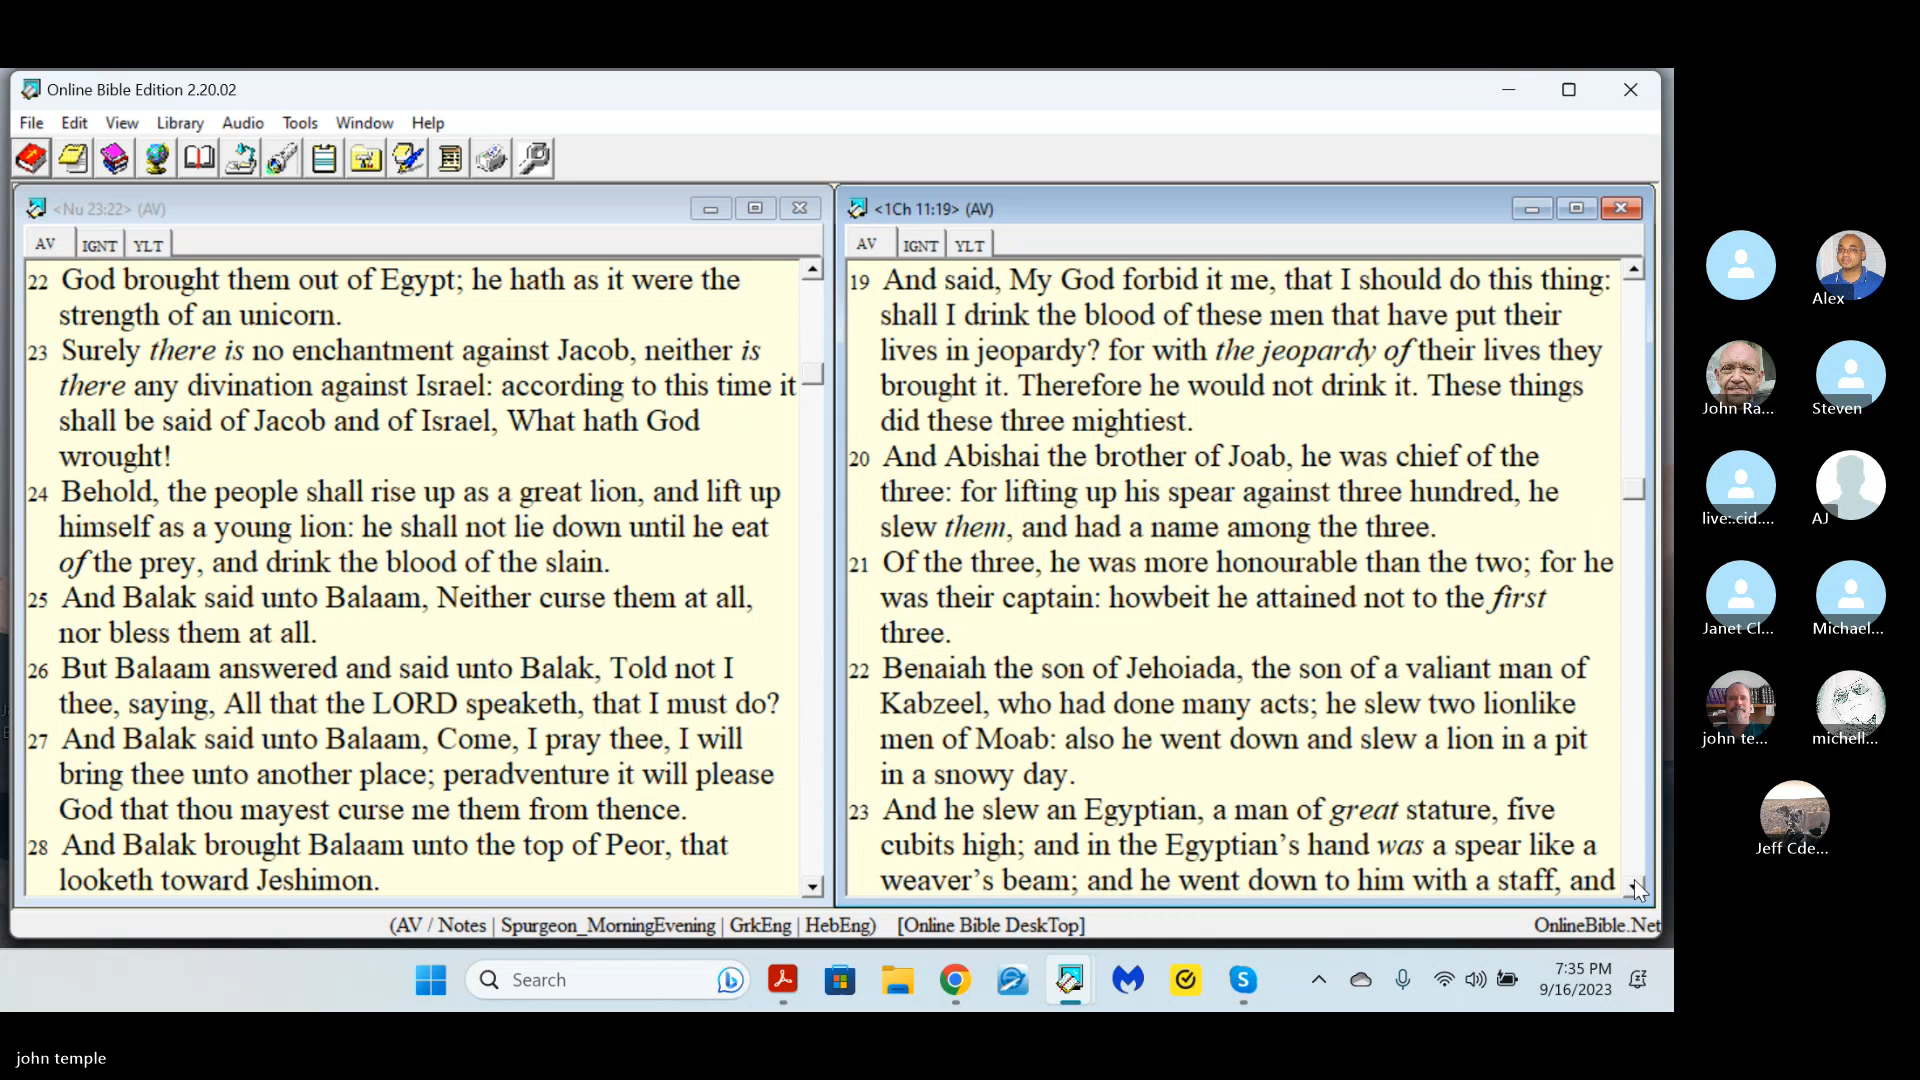 Online Bible Edition 2.20.02
File Edit View Library Audio Tools Window Help
<Nu 23:22> (AV)
AV IGNT YLT
22 God brought them out of Egypt; he hath as it were the
strength of an unicorn.
23 Surely there is no enchantment against Jacob, neither is
there any divination against Israel: according to this time it
shall be said of Jacob and of Israel, What hath God
wrought!
24 Behold, the people shall rise up as a great lion, and lift up
himself as a young lion: he shall not lie down until he eat
of the prey, and drink the blood of the slain.
25 And Balak said unto Balaam, Neither curse them at all,
nor bless them at all.
26 But Balaam answered and said unto Balak, Told not I
thee, saying, All that the LORD speaketh, that I must do?
27 And Balak said unto Balaam, Come, I pray thee, I will
bring thee unto another place; peradventure it will please
God that thou mayest curse me them from thence.
28 And Balak brought Balaam unto the top of Peor, that
looketh toward Jeshimon.
<1Ch 11:19> (AV)
AV IGNT YLT
19 And said, My God forbid it me, that I should do this thing:
shall I drink the blood of these men that have put their
lives in jeopardy? for with the jeopardy of their lives they
brought it. Therefore he would not drink it. These things
did these three mightiest.
20 And Abishai the brother of Joab, he was chief of the
three: for lifting up his spear against three hundred, he
slew them, and had a name among the three.
21 Of the three, he was more honourable than the two; for he
was their captain: howbeit he attained not to the first
three.
22 Benaiah the son of Jehoiada, the son of a valiant man of
Kabzeel, who had done many acts; he slew two lionlike
men of Moab: also he went down and slew a lion in a pit
in a snowy day.
23 And he slew an Egyptian, a man of great stature, five
cubits high; and in the Egyptian's hand was a spear like a
weaver's beam; and he went down to him with a staff, and
(AV / Notes | Spurgeon_MorningEvening | GrkEng | HebEng) [Online Bible DeskTop] OnlineBible.Net
Search
7:35 PM
9/16/2023
Alex
John Ra...
Steven
live:.cid....
AJ
Janet Cl...
Michael...
john te...
michell...
Jeff Cde...
john temple